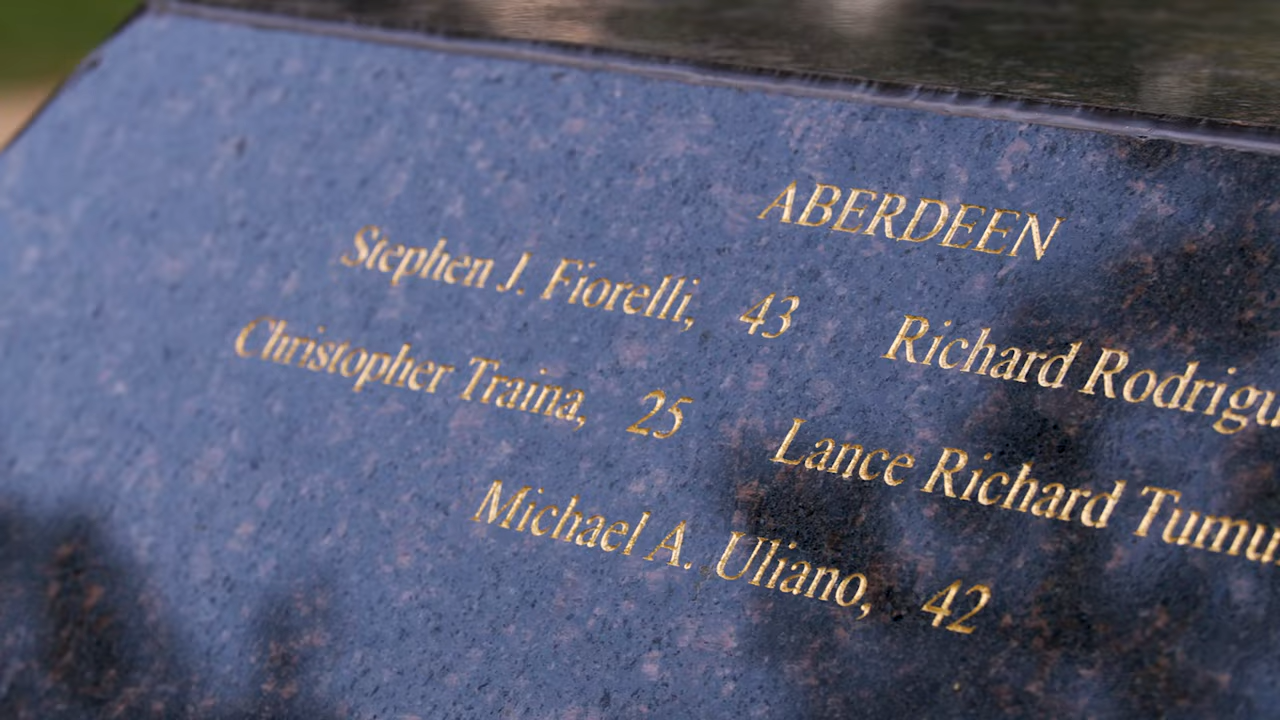 ABERDEEN
Stephen J. Fiorelli, 43 Richard
Christopher Traina, 25 Lance Richard
Michael A. Uliano, 42